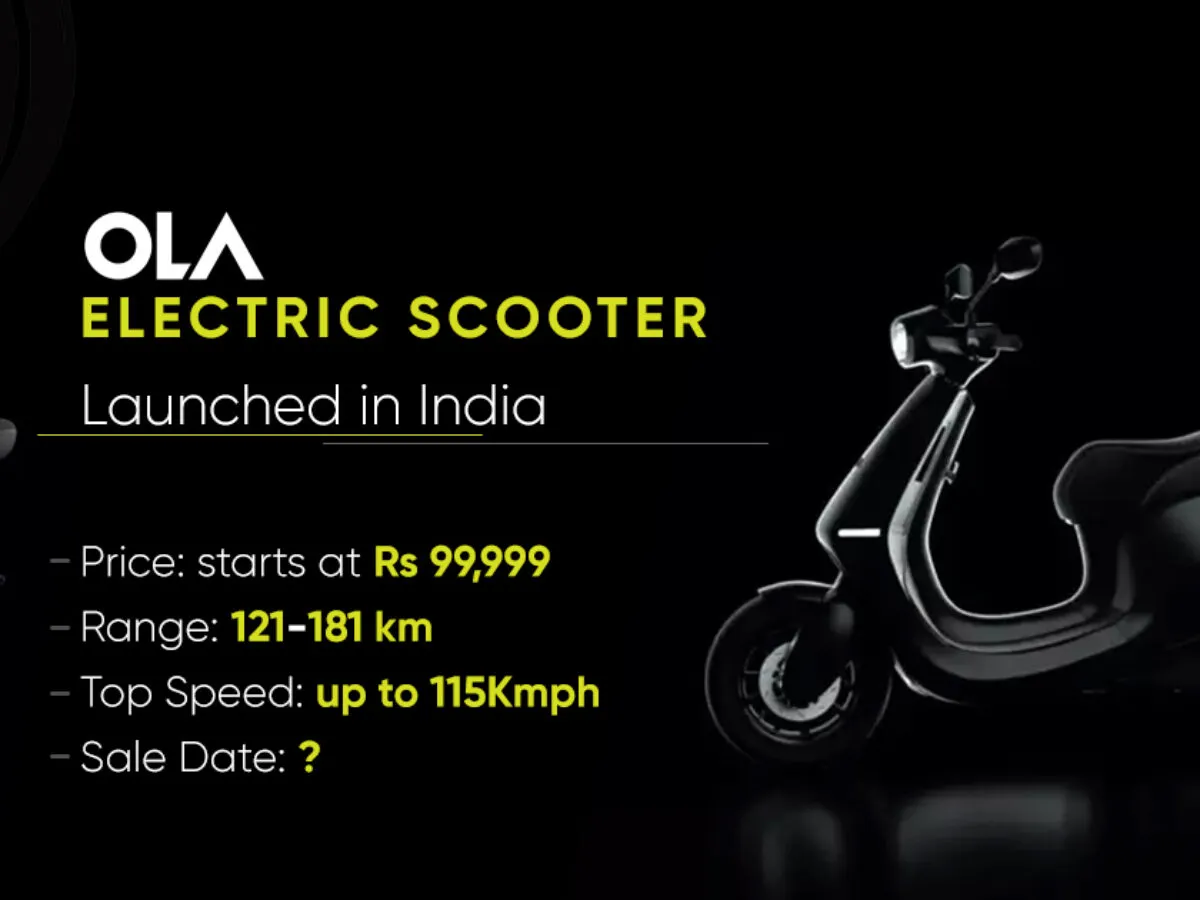 OLA
ELECTRIC SCOOTER
Launched in India
– Price: starts at Rs 99,999
– Range: 121-181 km
– Top Speed: up to 115Kmph
– Sale Date: ?